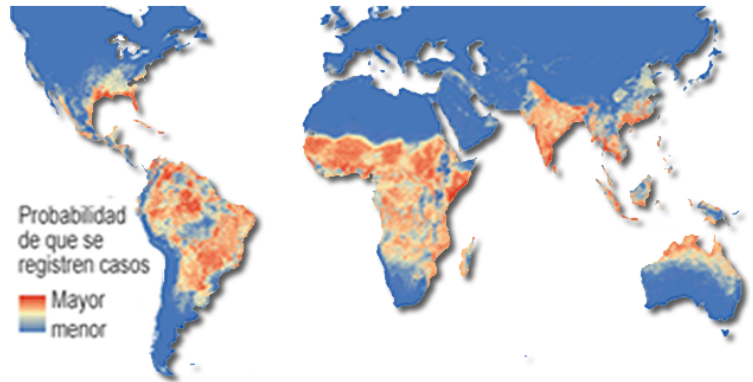 Probabilidad
de que se
registren casos
Mayor
menor